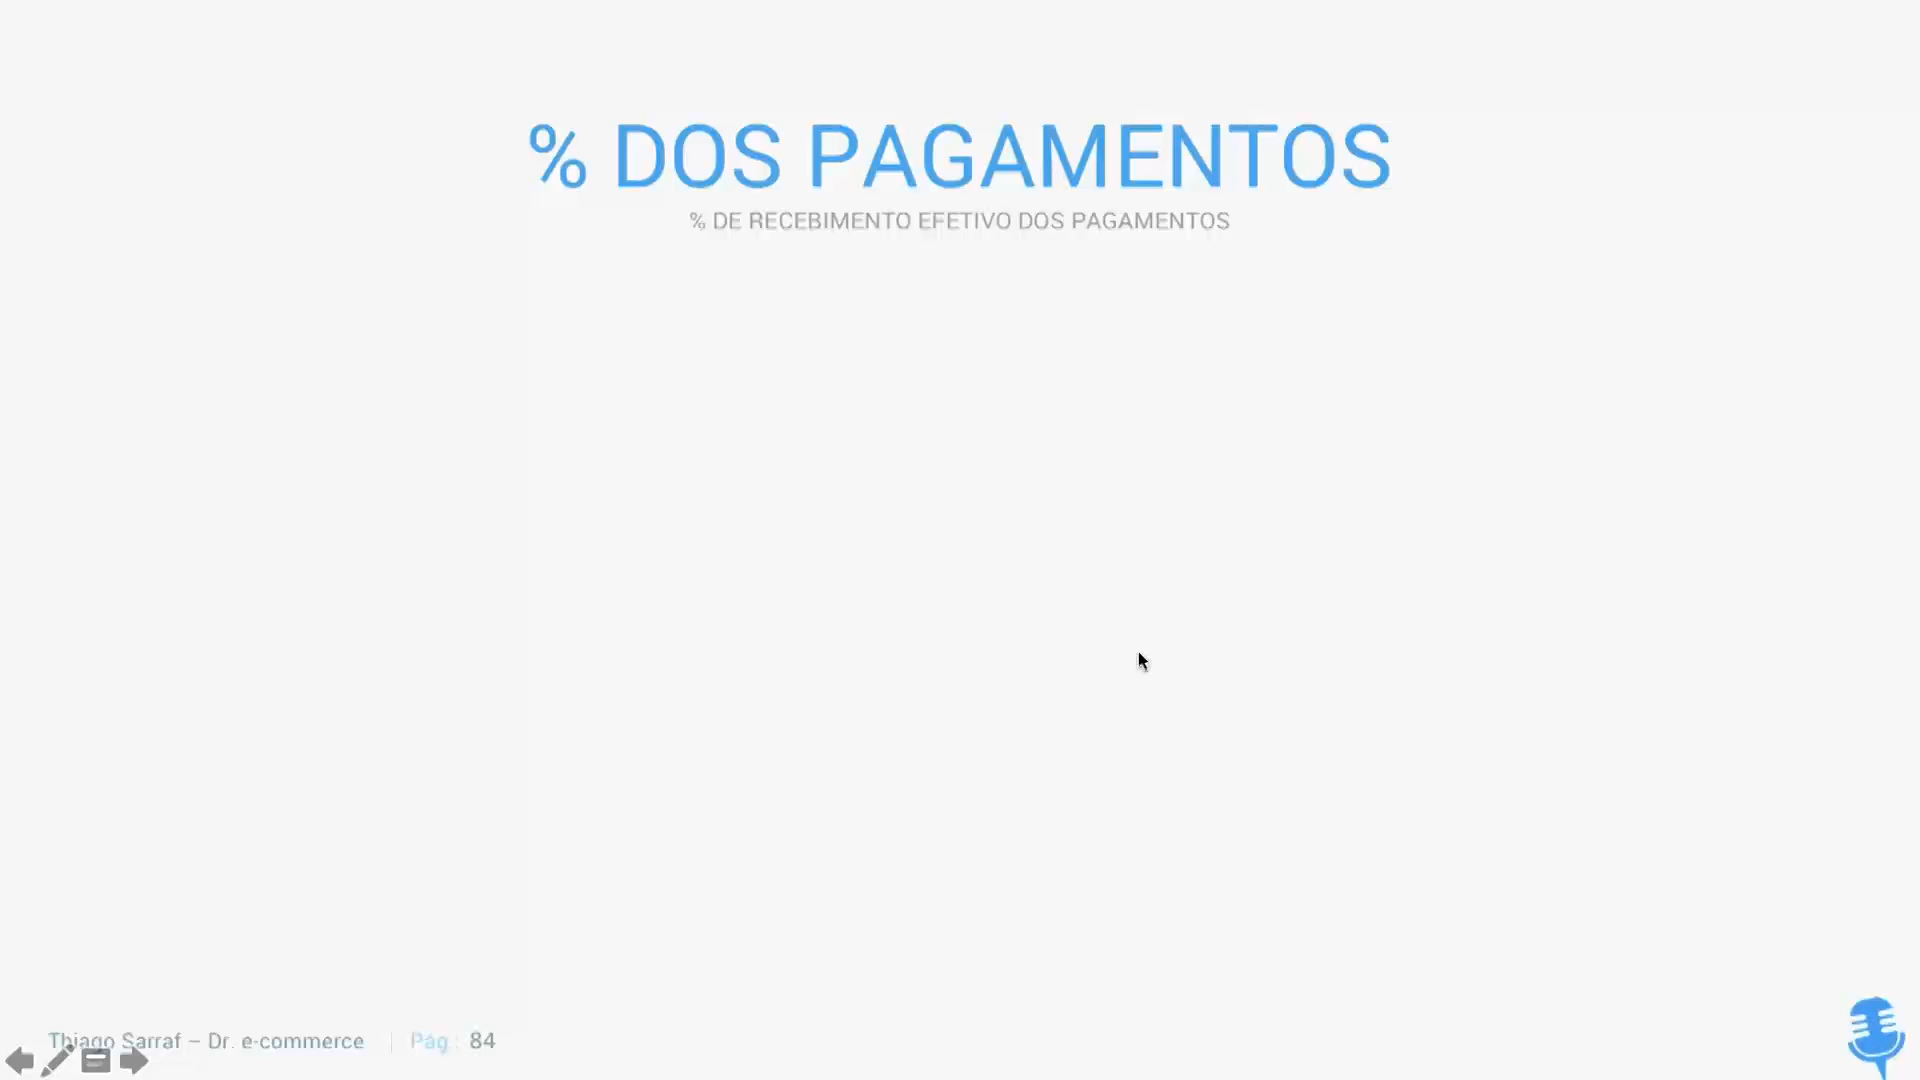 % DOS PAGAMENTOS
% DE RECEBIMENTO EFETIVO DOS PAGAMENTOS
Thiago Sarraf – Dr. e-commerce | Pág.: 84